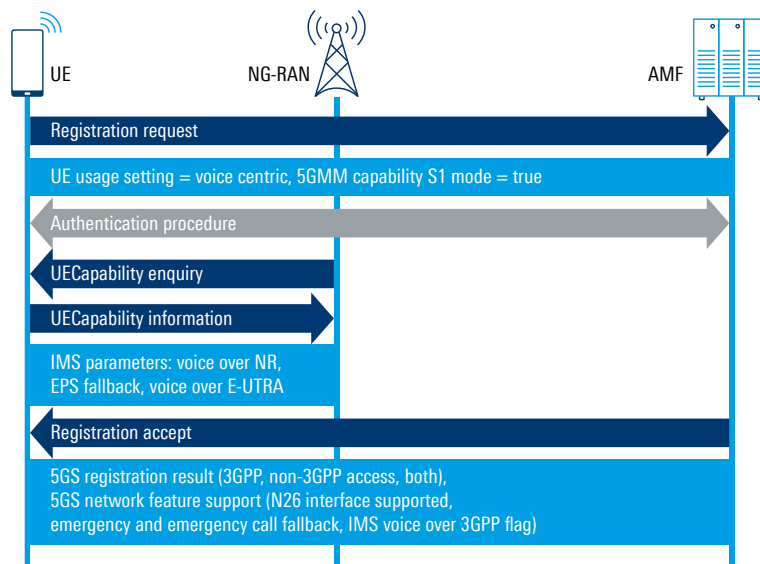 UE
NG-RAN
AMF
Registration request
UE usage setting = voice centric, 5GMM capability S1 mode = true
Authentication procedure
UECapability enquiry
UECapability information
IMS parameters: voice over NR,
EPS fallback, voice over E-UTRA
Registration accept
5GS registration result (3GPP, non-3GPP access, both),
5GS network feature support (N26 interface supported,
emergency and emergency call fallback, IMS voice over 3GPP flag)